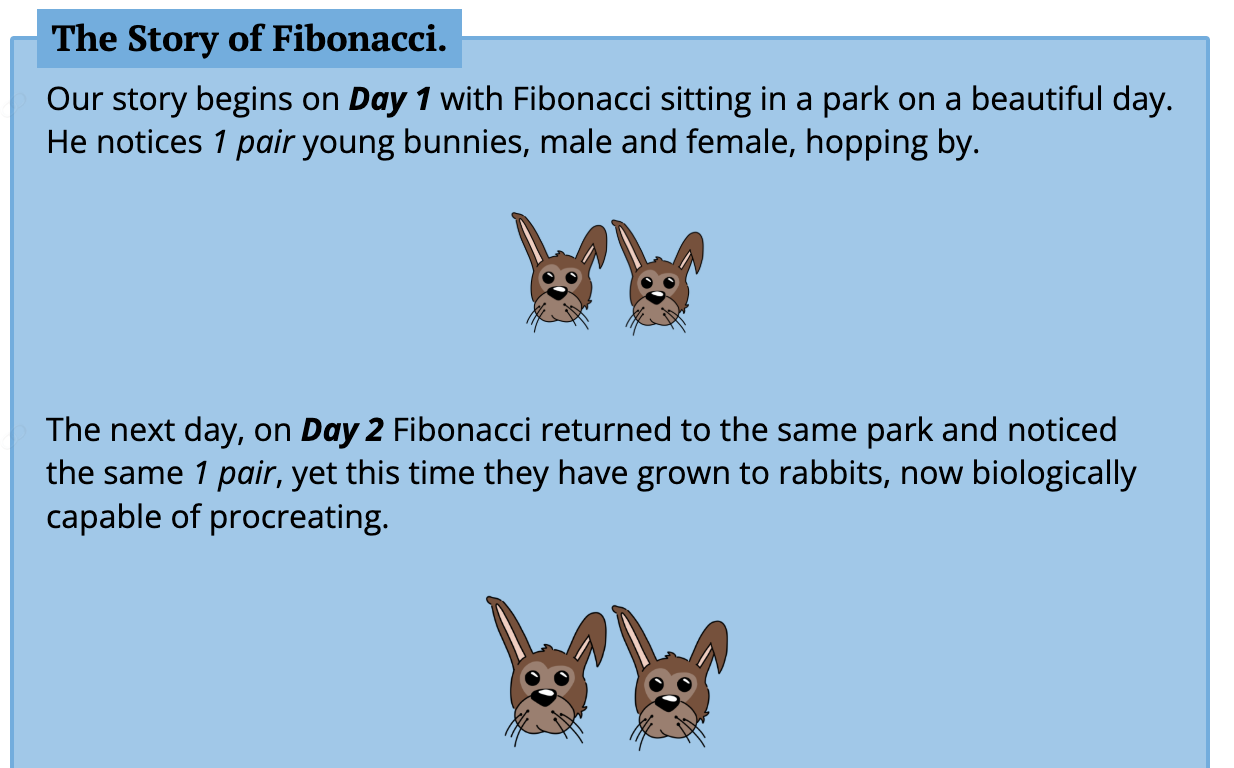 The Story of Fibonacci.
Our story begins on Day 1 with Fibonacci sitting in a park on a beautiful day.
He notices 1 pair young bunnies, male and female, hopping by.
The next day, on Day 2 Fibonacci returned to the same park and noticed
the same 1 pair, yet this time they have grown to rabbits, now biologically
capable of procreating.